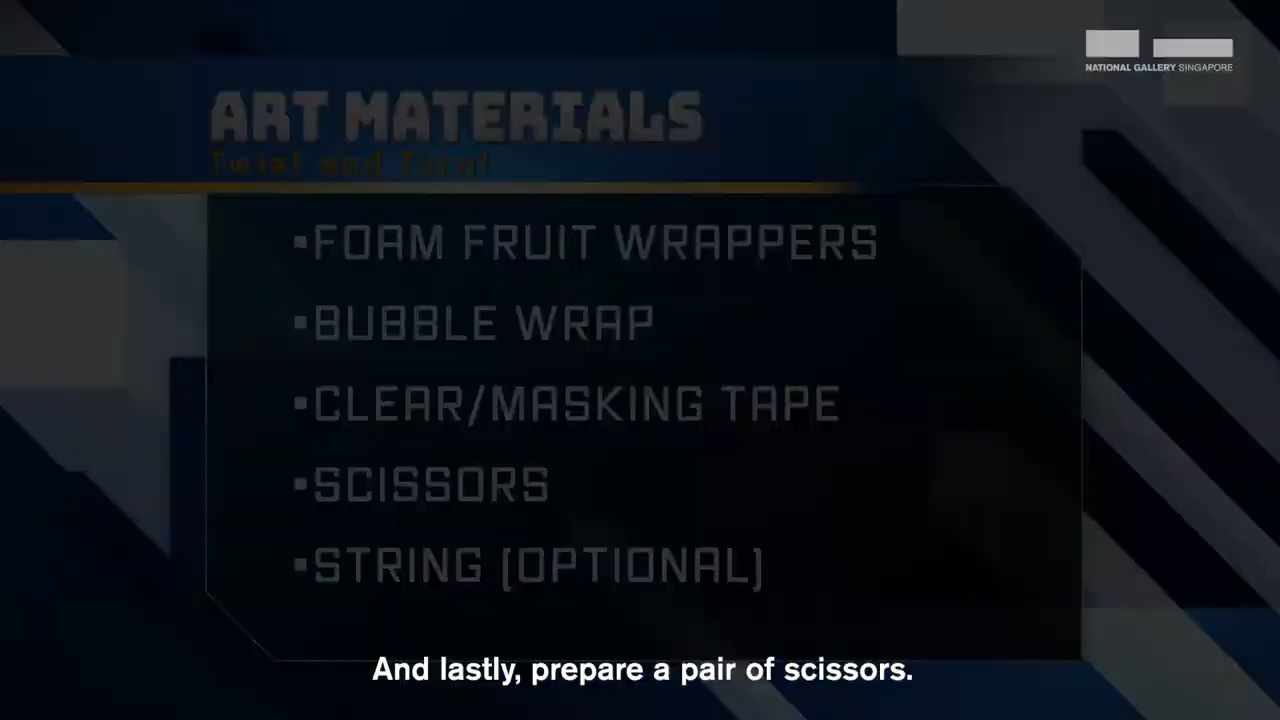 NATIONAL GALLERY SINGAPORE
ART MATERIALS
Twist and Turn!
▪FOAM FRUIT WRAPPERS
▪BUBBLE WRAP
▪CLEAR/MASKING TAPE
▪SCISSORS
▪STRING (OPTIONAL)
And lastly, prepare a pair of scissors.